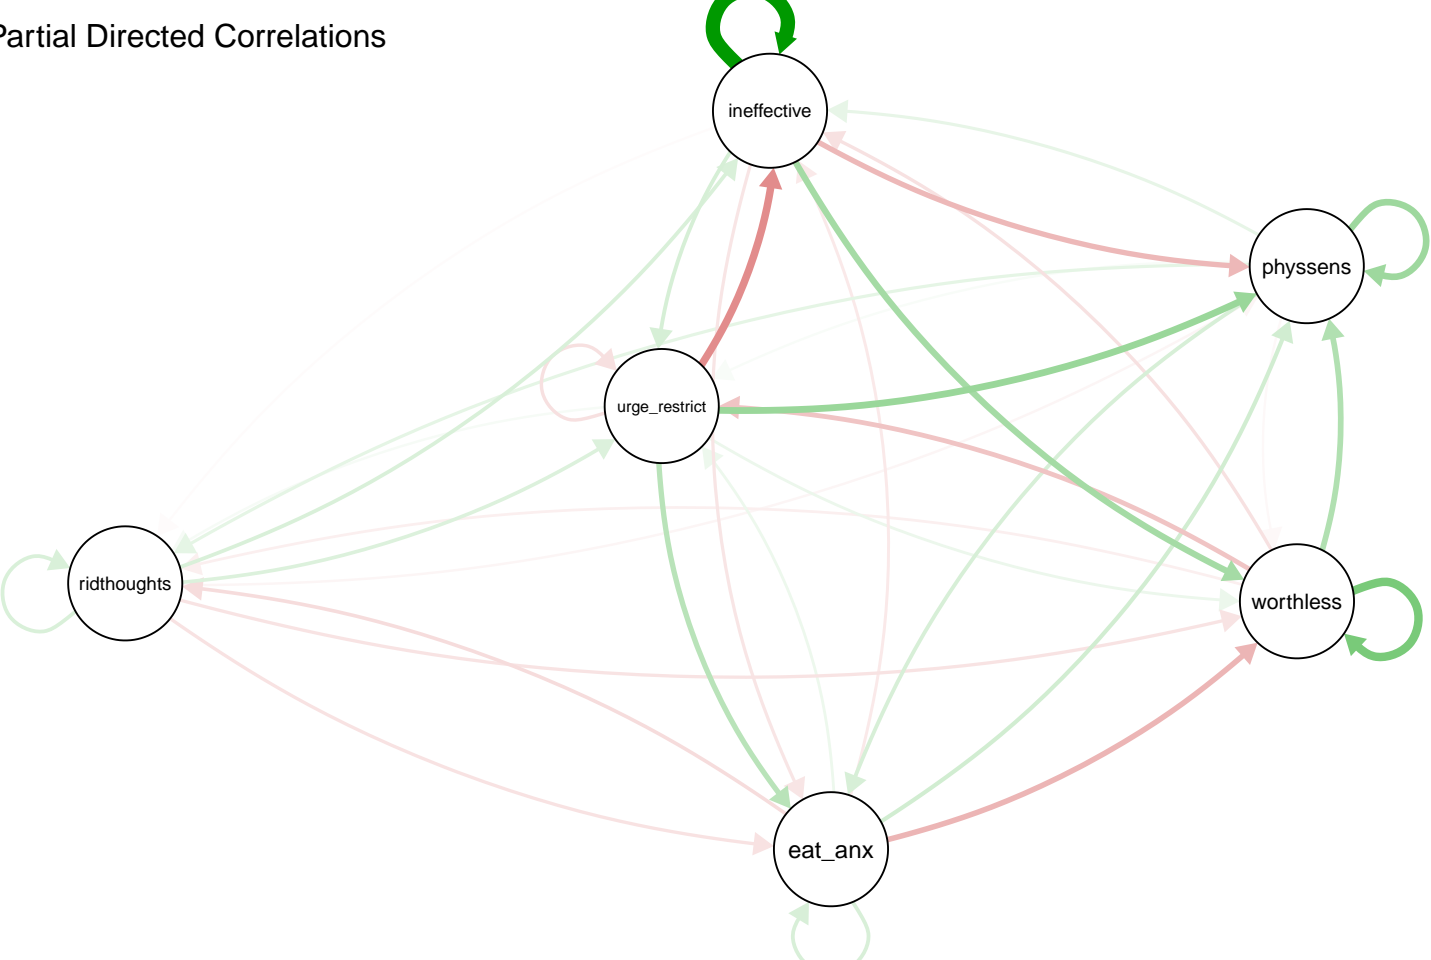 Partial Directed Correlations
ineffective
physsens
urge_restrict
ridthoughts
worthless
eat_anx